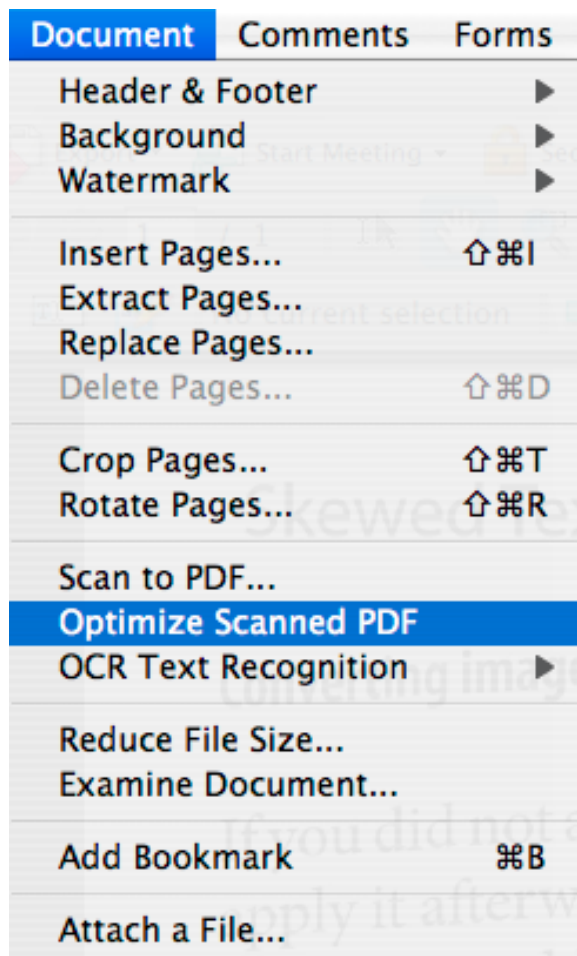 Document Comments Forms
Header & Footer ▶
Background ▶
Watermark ▶
Insert Pages... ⇧⌘I
Extract Pages...
Replace Pages...
Delete Pages... ⇧⌘D
Crop Pages... ⇧⌘T
Rotate Pages... ⇧⌘R
Scan to PDF...
Optimize Scanned PDF
OCR Text Recognition ▶
Reduce File Size...
Examine Document...
Add Bookmark ⌘B
Attach a File...